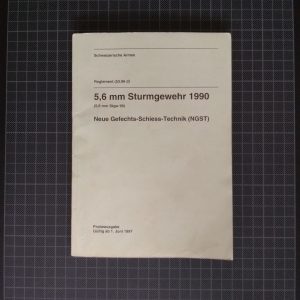 Schweizerische Armee
Reglement 53.96 d
5,6 mm Sturmgewehr 1990
(5,6 mm Stgw 90)
Neue Gefechts-Schiess-Technik (NGST)
Probeausgabe
Gültig ab 1. Juni 1997